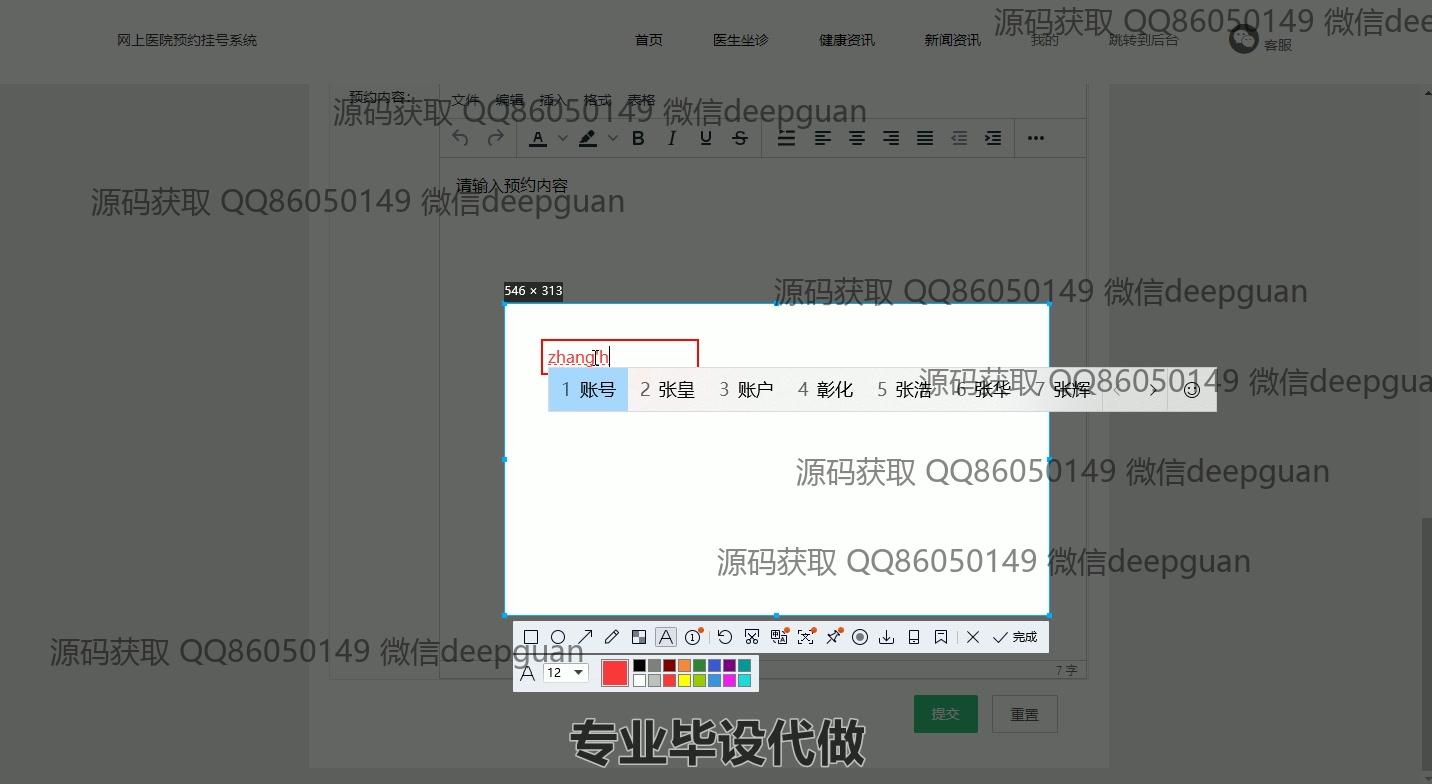 源码获取 QQ86050149 微信dee
网上医院预约挂号系统 首页 医生坐诊 健康资讯 新闻资讯 我的 跳转到后台 客服
预约内容： 文件 编辑 插入 格式 表格
源码获取 QQ86050149 微信deepguan
请输入预约内容
源码获取 QQ86050149 微信deepguan
546 × 313
源码获取 QQ86050149 微信deepguan
zhang'h
1 账号 2 张皇 3 账户 4 彰化 5 张浩 6 张华 7 张辉
源码获取 QQ86050149 微信deepgua
源码获取 QQ86050149 微信deepguan
源码获取 QQ86050149 微信deepguan
完成
源码获取 QQ86050149 微信deepguan
A 12
7 字
提交 重置
专业毕设代做